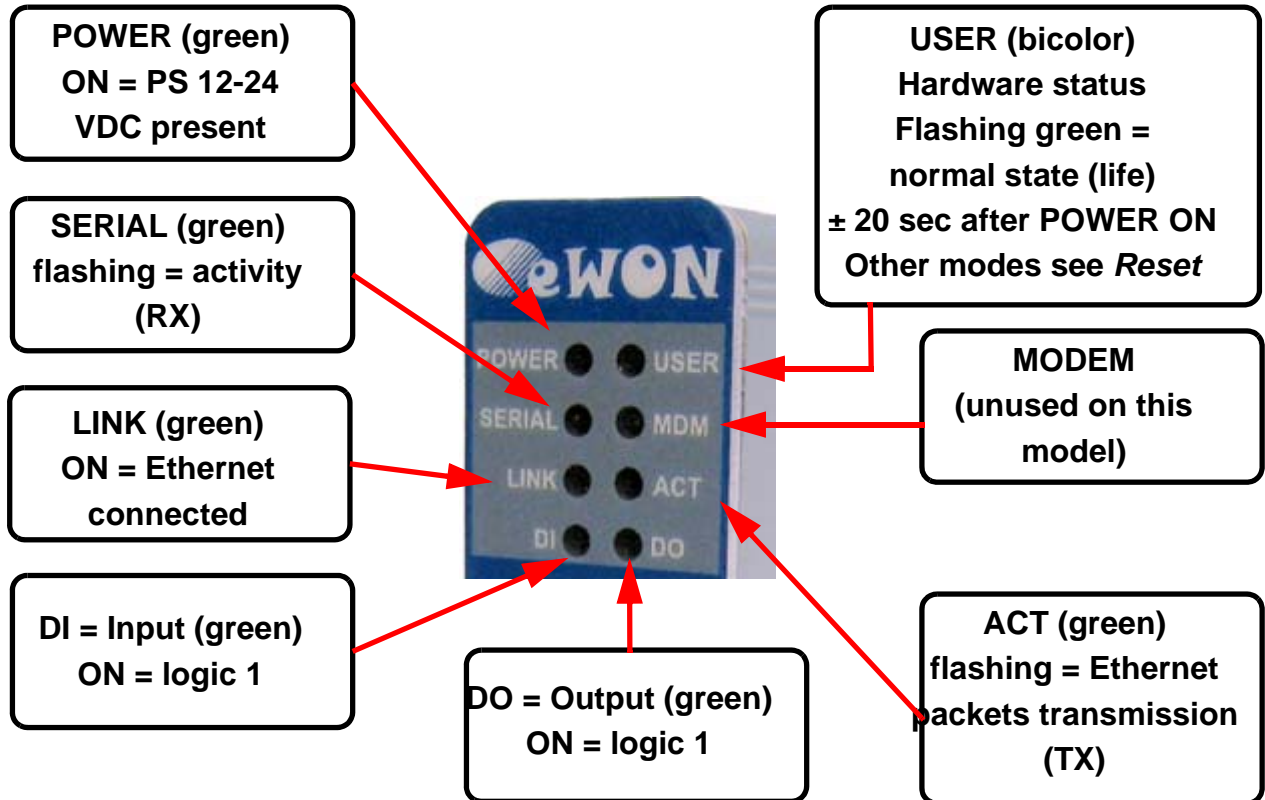 POWER (green)
ON = PS 12-24
VDC present
USER (bicolor)
Hardware status
Flashing green =
normal state (life)
± 20 sec after POWER ON
Other modes see Reset
SERIAL (green)
flashing = activity
(RX)
MODEM
(unused on this
model)
LINK (green)
ON = Ethernet
connected
DI = Input (green)
ON = logic 1
DO = Output (green)
ON = logic 1
ACT (green)
flashing = Ethernet
packets transmission
(TX)
eWON
POWER USER
SERIAL MDM
LINK ACT
DI DO